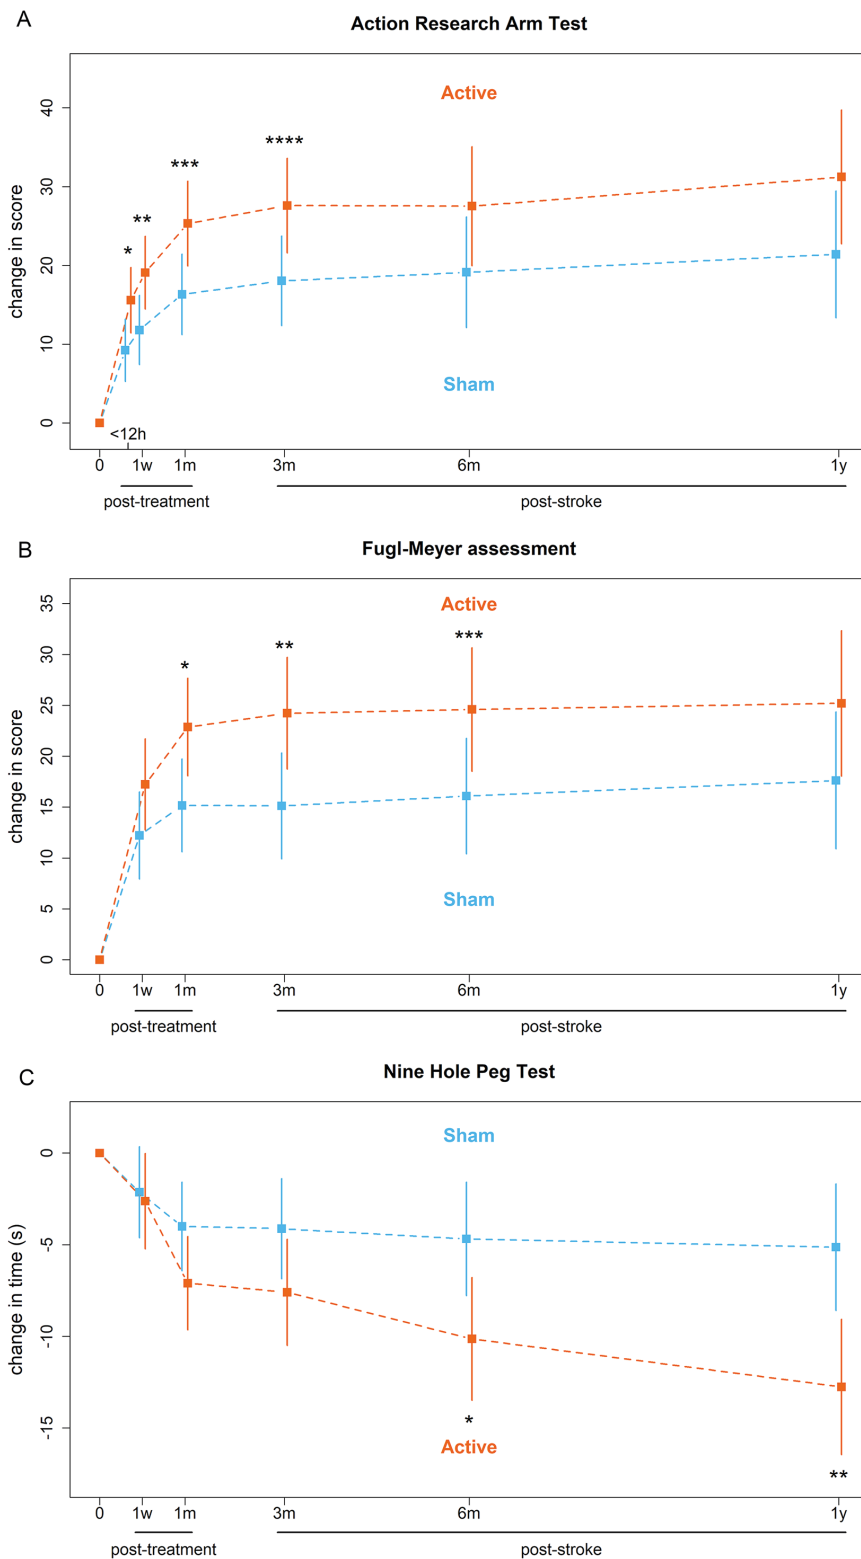 A
Action Research Arm Test
change in score
40
30
20
10
0
Active
Sham
*
**
***
****
<12h
0 1w 1m 3m 6m 1y
post-treatment post-stroke
B
Fugl-Meyer assessment
change in score
35
30
25
20
15
10
5
0
Active
Sham
*
**
***
0 1w 1m 3m 6m 1y
post-treatment post-stroke
C
Nine Hole Peg Test
change in time (s)
0
-5
-10
-15
Sham
Active
*
**
0 1w 1m 3m 6m 1y
post-treatment post-stroke